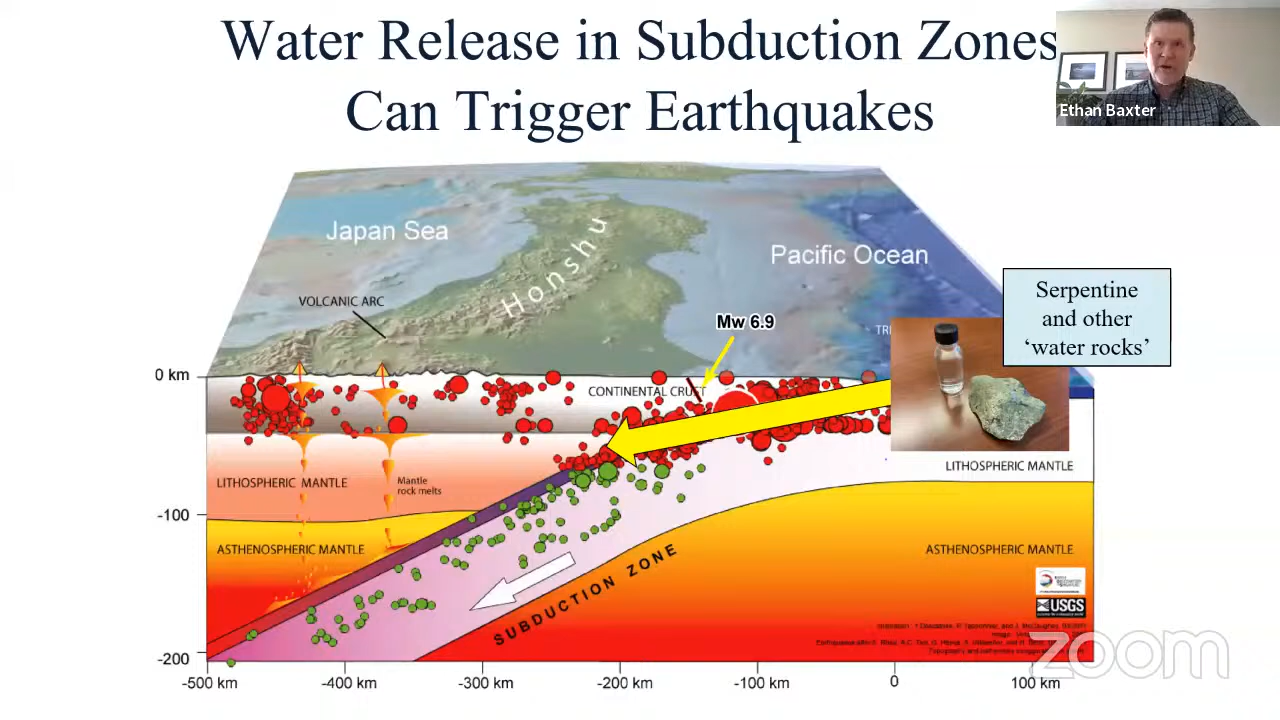 Water Release in Subduction Zones
Can Trigger Earthquakes
Ethan Baxter
Japan Sea
Honshu
Pacific Ocean
Serpentine
and other
‘water rocks’
VOLCANIC ARC
Mw 6.9
0 km
CONTINENTAL CRUST
LITHOSPHERIC MANTLE
Mantle
rock melts
LITHOSPHERIC MANTLE
-100
ASTHENOSPHERIC MANTLE
ASTHENOSPHERIC MANTLE
SUBDUCTION ZONE
USGS
zoom
-200
-500 km
-400 km
-300 km
-200 km
-100 km
0
100 km